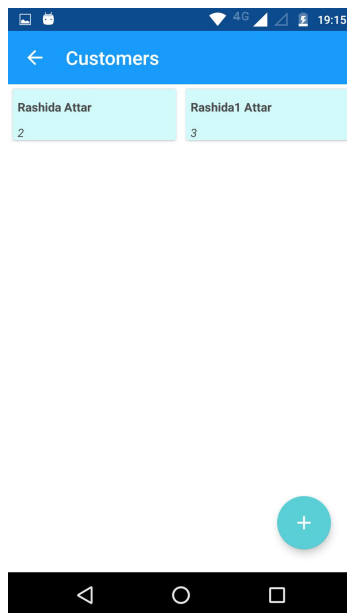 4G 19:15
Customers
Rashida Attar
2
Rashida1 Attar
3
+